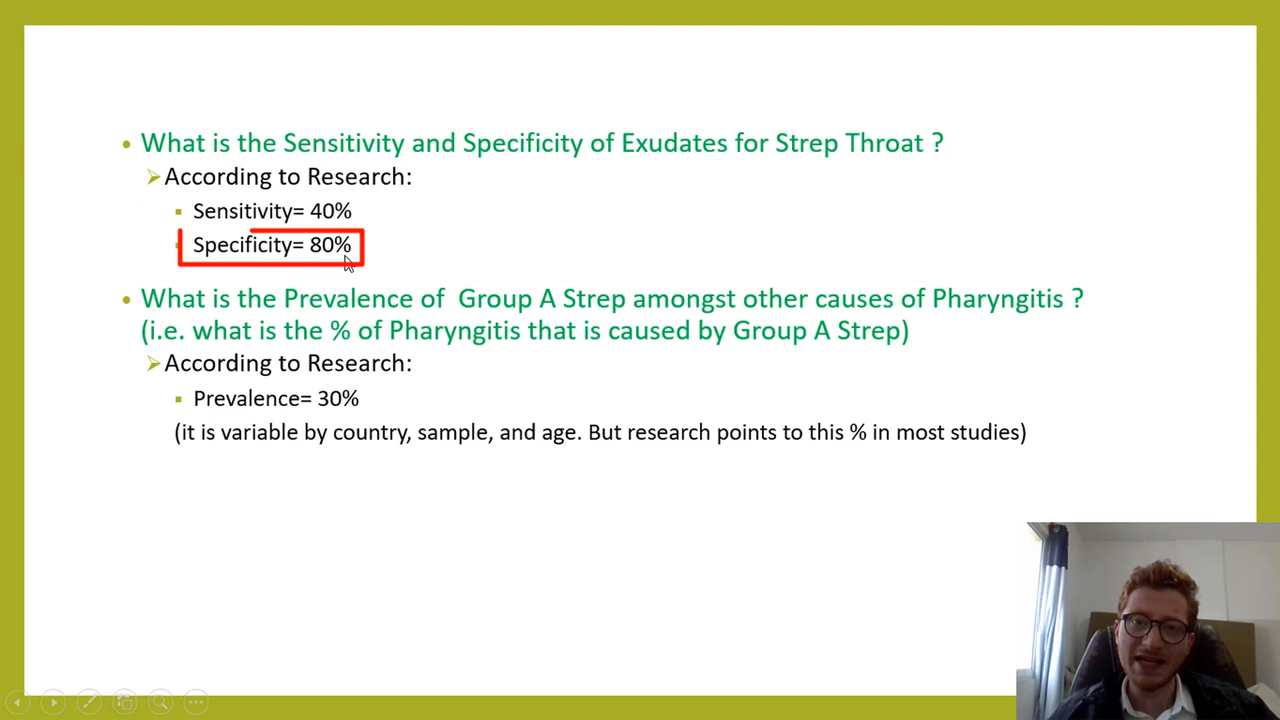 What is the Sensitivity and Specificity of Exudates for Strep Throat ?
According to Research:
Sensitivity= 40%
Specificity= 80%
What is the Prevalence of  Group A Strep amongst other causes of Pharyngitis ?
(i.e. what is the % of Pharyngitis that is caused by Group A Strep)
According to Research:
Prevalence= 30%
(it is variable by country, sample, and age. But research points to this % in most studies)